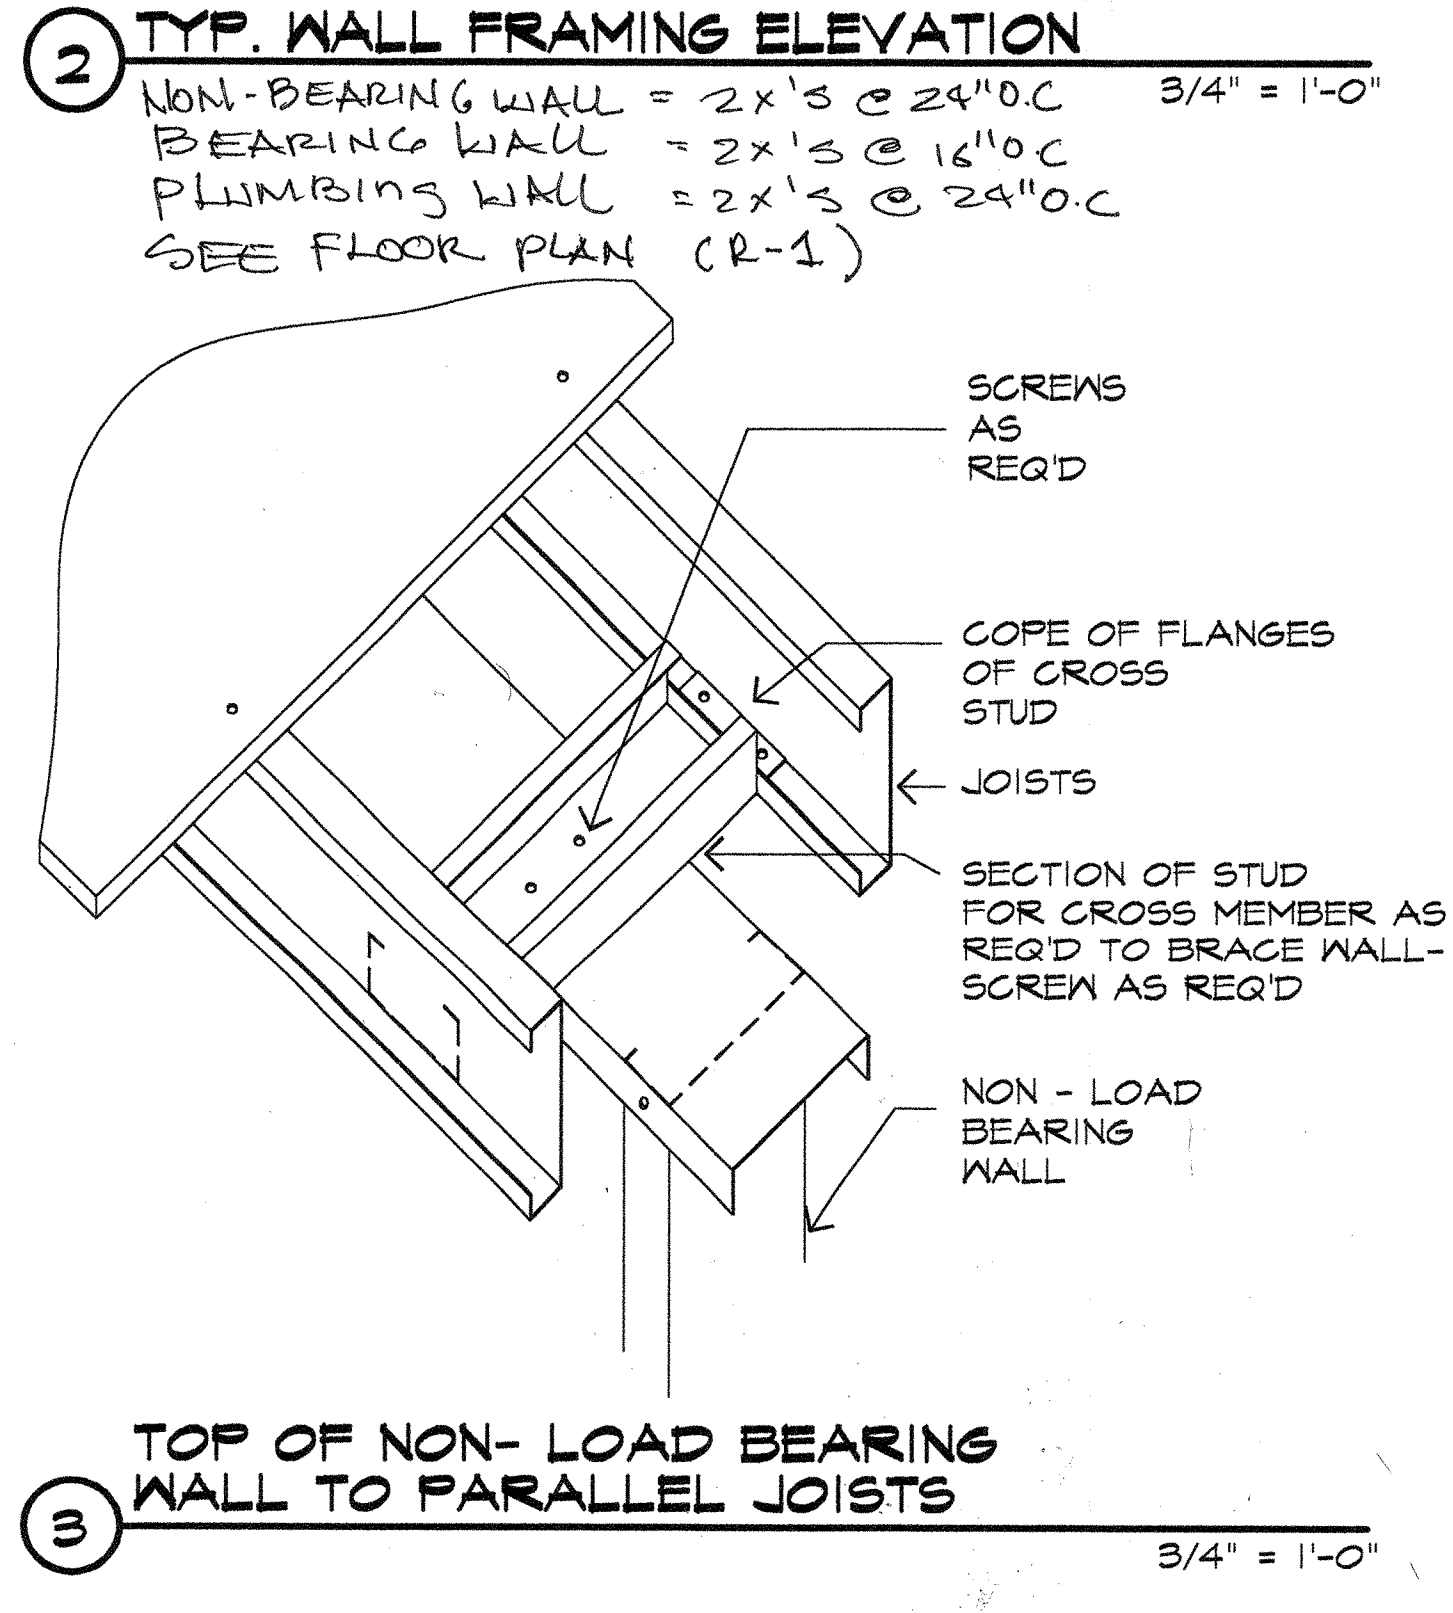 2 TYP. WALL FRAMING ELEVATION
3/4" = 1'-0"
NON-BEARING WALL = 2x'S @ 24" O.C
BEARING WALL = 2x'S @ 16" O.C
PLUMBING WALL = 2x'S @ 24" O.C
SEE FLOOR PLAN (R-1)
SCREWS
AS
REQ'D
COPE OF FLANGES
OF CROSS
STUD
JOISTS
SECTION OF STUD
FOR CROSS MEMBER AS
REQ'D TO BRACE WALL-
SCREW AS REQ'D
NON - LOAD
BEARING
WALL
TOP OF NON- LOAD BEARING
3 WALL TO PARALLEL JOISTS
3/4" = 1'-0"